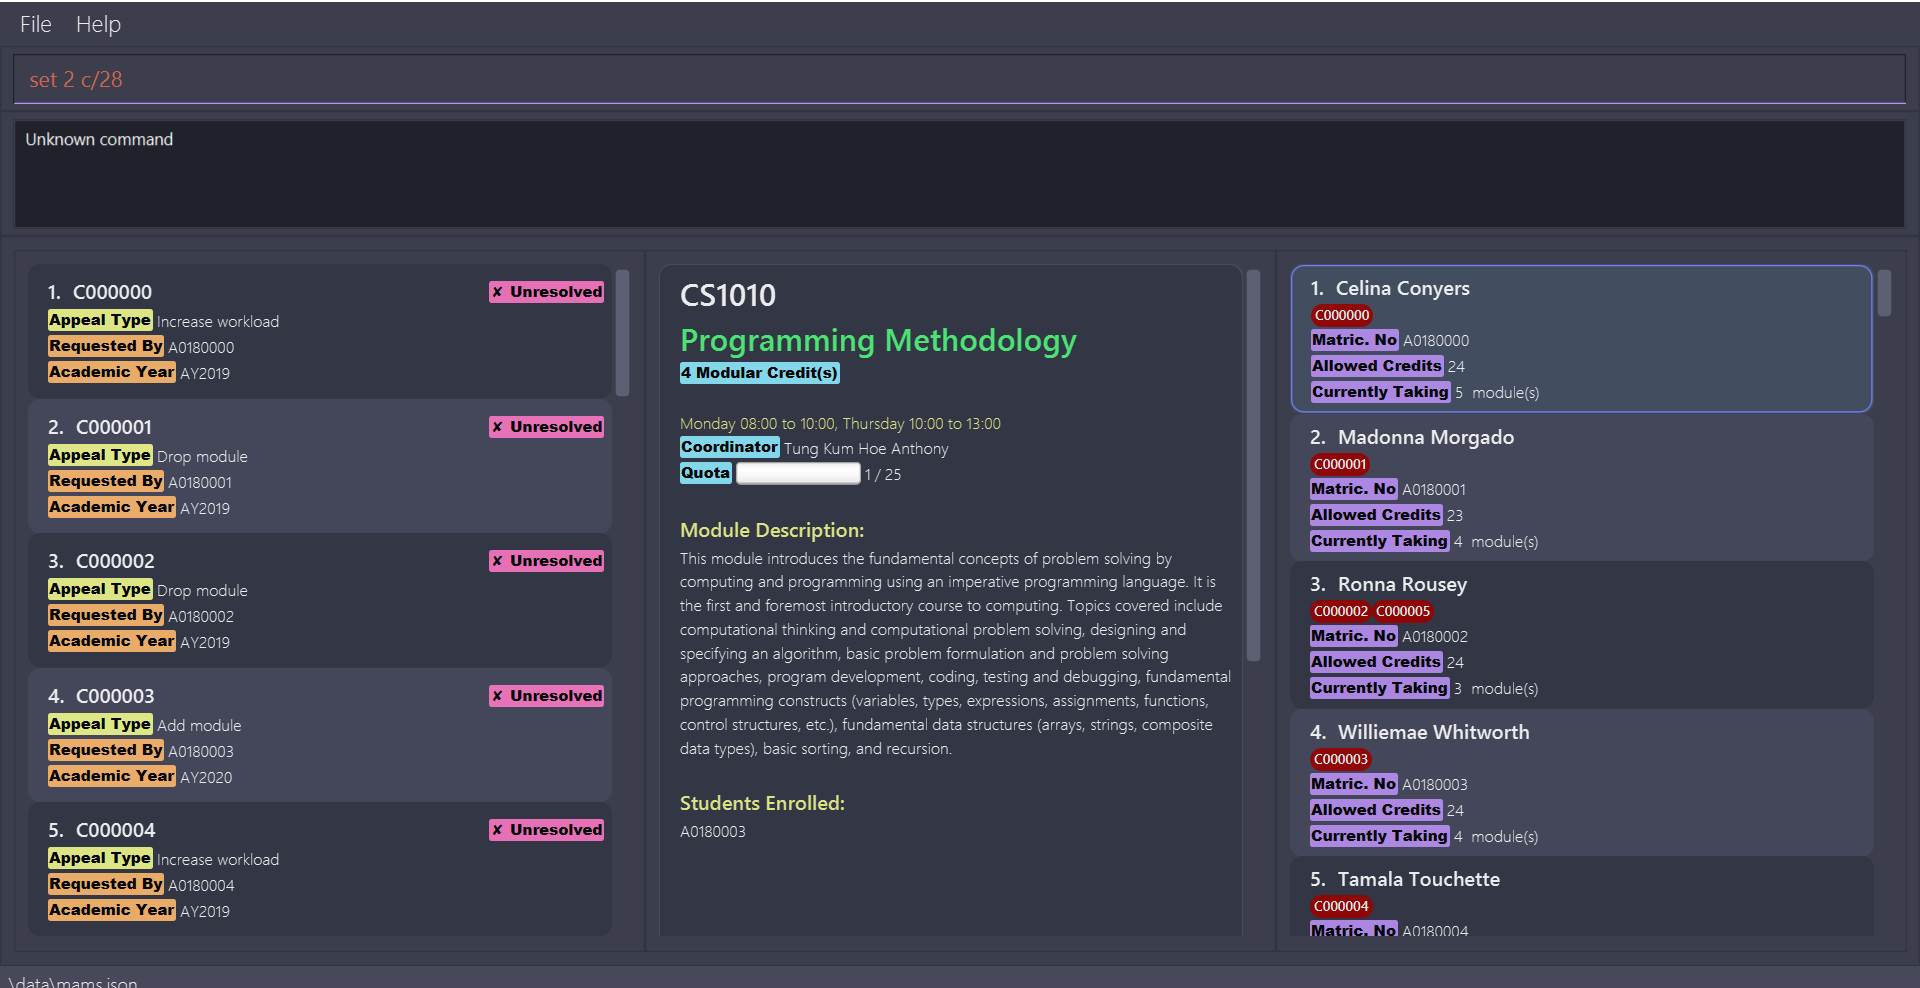 File Help
set 2 c/28
Unknown command
1. C000000
✘ Unresolved
Appeal Type Increase workload
Requested By A0180000
Academic Year AY2019
2. C000001
✘ Unresolved
Appeal Type Drop module
Requested By A0180001
Academic Year AY2019
3. C000002
✘ Unresolved
Appeal Type Drop module
Requested By A0180002
Academic Year AY2019
4. C000003
✘ Unresolved
Appeal Type Add module
Requested By A0180003
Academic Year AY2020
5. C000004
✘ Unresolved
Appeal Type Increase workload
Requested By A0180004
Academic Year AY2019
CS1010
Programming Methodology
4 Modular Credit(s)
Monday 08:00 to 10:00, Thursday 10:00 to 13:00
Coordinator Tung Kum Hoe Anthony
Quota 1 / 25
Module Description:
This module introduces the fundamental concepts of problem solving by
computing and programming using an imperative programming language. It is
the first and foremost introductory course to computing. Topics covered include
computational thinking and computational problem solving, designing and
specifying an algorithm, basic problem formulation and problem solving
approaches, program development, coding, testing and debugging, fundamental
programming constructs (variables, types, expressions, assignments, functions,
control structures, etc.), fundamental data structures (arrays, strings, composite
data types), basic sorting, and recursion.
Students Enrolled:
A0180003
1. Celina Conyers
C000000
Matric. No A0180000
Allowed Credits 24
Currently Taking 5 module(s)
2. Madonna Morgado
C000001
Matric. No A0180001
Allowed Credits 23
Currently Taking 4 module(s)
3. Ronna Rousey
C000002 C000005
Matric. No A0180002
Allowed Credits 24
Currently Taking 3 module(s)
4. Williemae Whitworth
C000003
Matric. No A0180003
Allowed Credits 24
Currently Taking 4 module(s)
5. Tamala Touchette
C000004
Matric. No A0180004
\data\mams.json